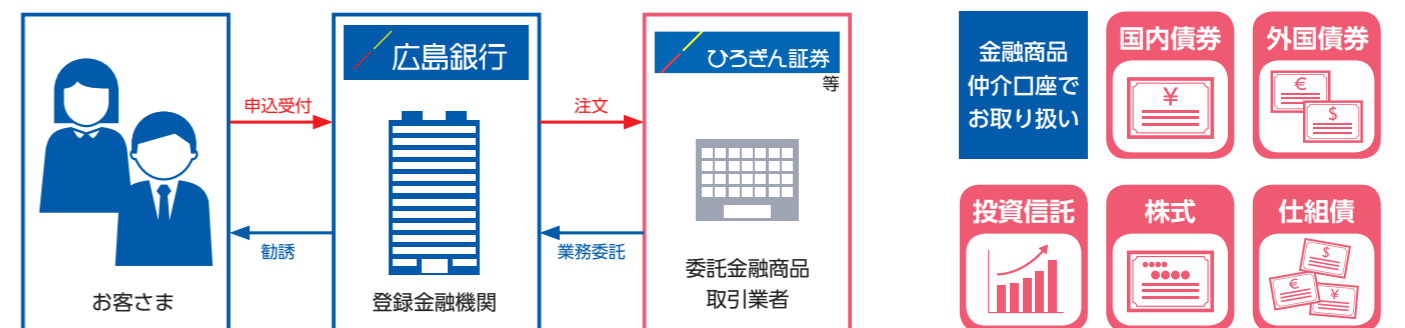 広島銀行
ひろぎん証券
等
申込受付
注文
勧誘
業務委託
お客さま
登録金融機関
委託金融商品
取引業者
金融商品
仲介口座で
お取り扱い
国内債券
¥
外国債券
€
$
投資信託
株式
仕組債
$
€
¥